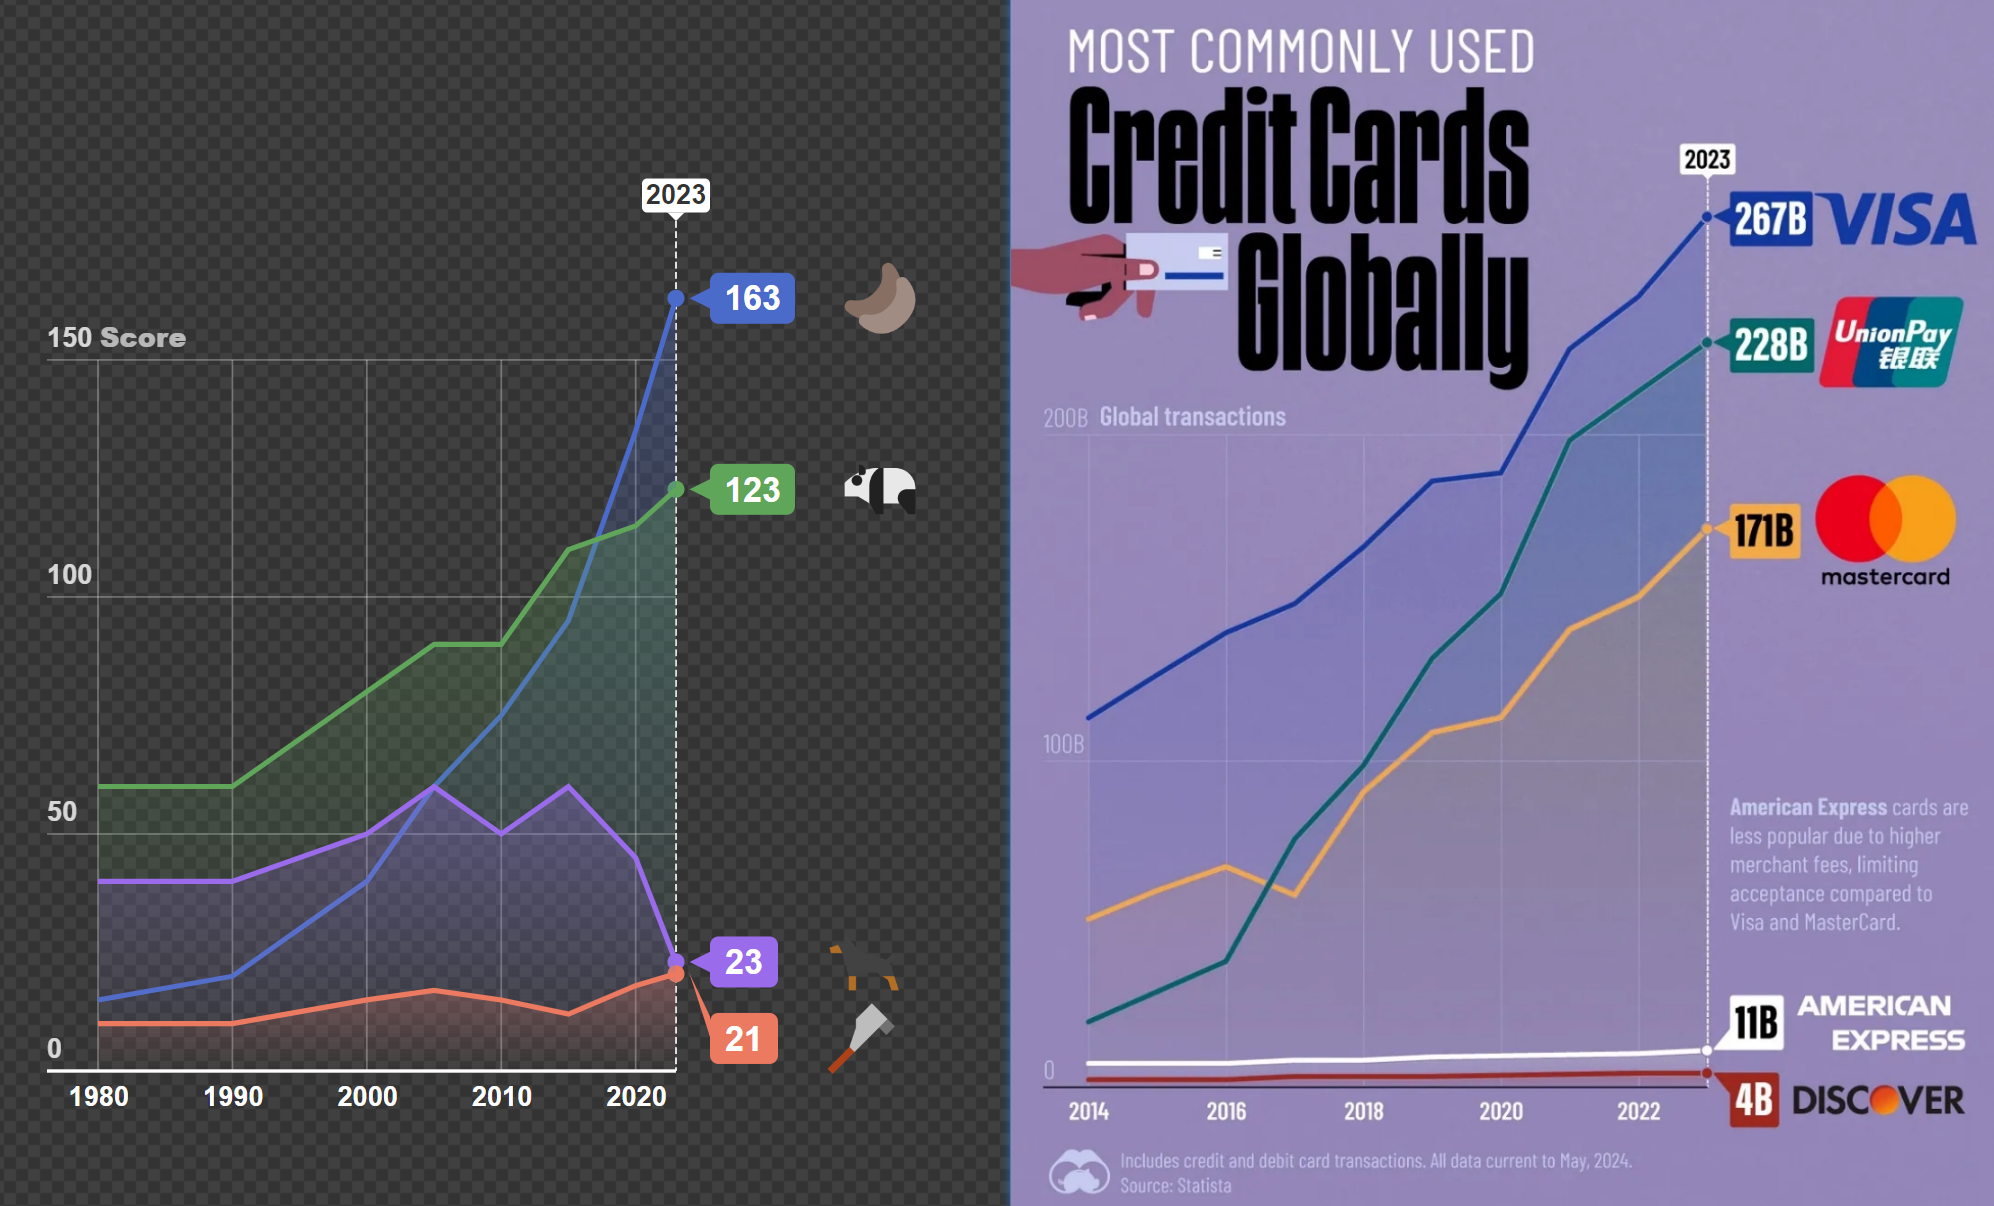 2023
163
150 Score
123
100
50
23
21
0
1980 1990 2000 2010 2020
MOST COMMONLY USED
Credit Cards
Globally
2023
267B VISA
228B UnionPay
银联
200B Global transactions
171B
mastercard
100B
American Express cards are
less popular due to higher
merchant fees, limiting
acceptance compared to
Visa and MasterCard.
11B AMERICAN
EXPRESS
0
4B DISCOVER
2014 2016 2018 2020 2022
Includes credit and debit card transactions. All data current to May, 2024.
Source: Statista